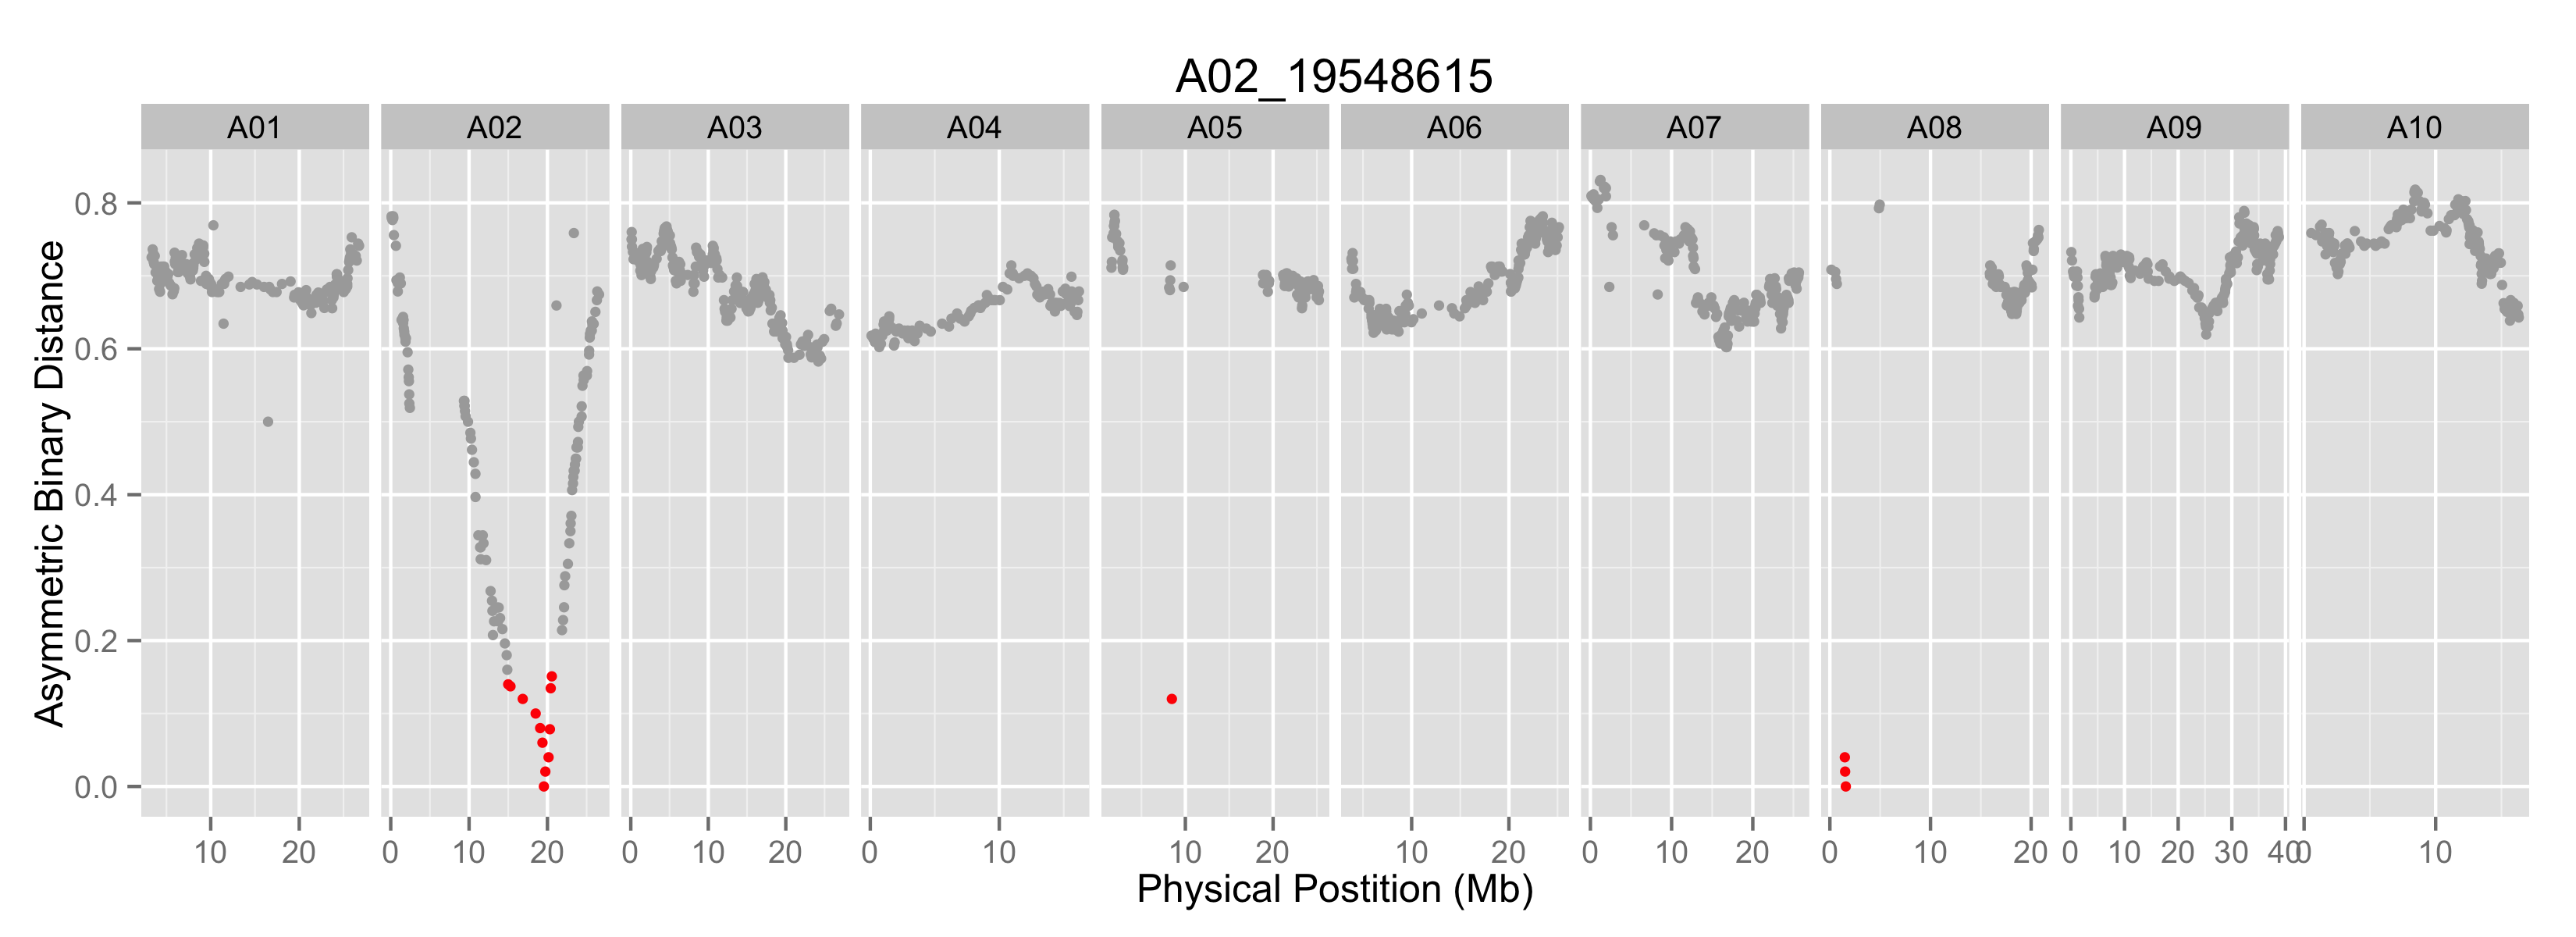 A02_19548615
A01 A02 A03 A04 A05 A06 A07 A08 A09 A10
Asymmetric Binary Distance
0.8
0.6
0.4
0.2
0.0
10 20 0 10 20 0 10 20 0 10 10 20 10 20 0 10 20 0 10 20 0 10 20 30 40 0 10
Physical Postition (Mb)